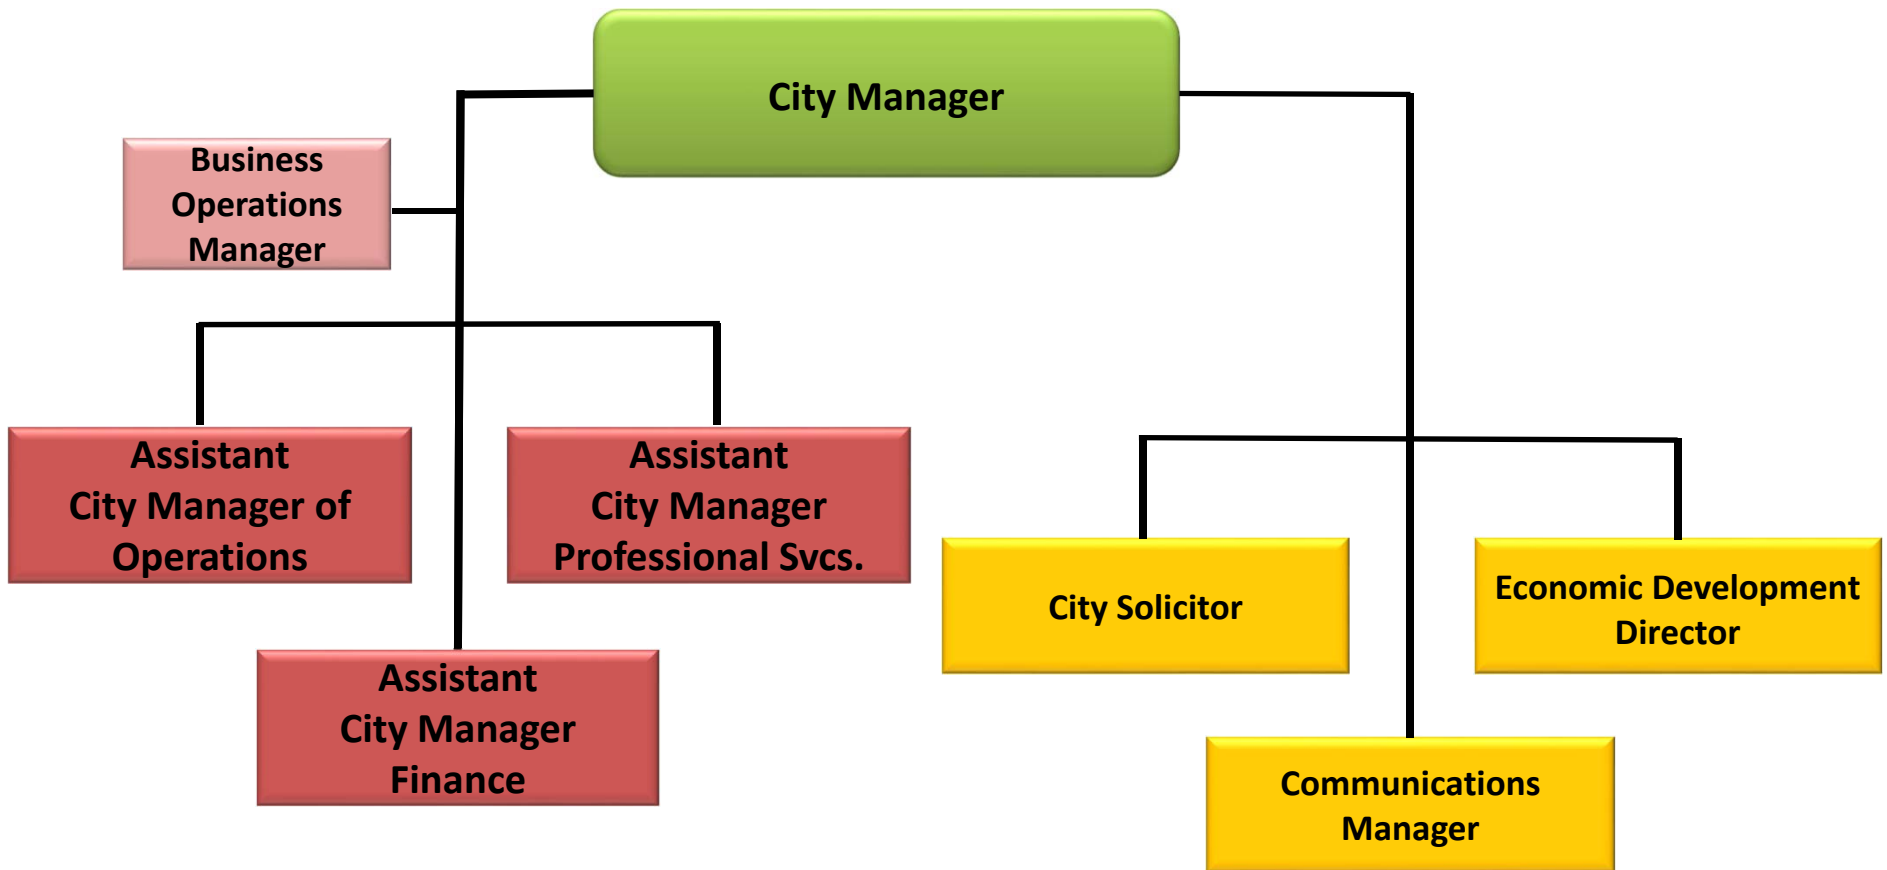 City Manager
Business
Operations
Manager
Assistant
City Manager of
Operations
Assistant
City Manager
Professional Svcs.
Assistant
City Manager
Finance
City Solicitor
Economic Development
Director
Communications
Manager